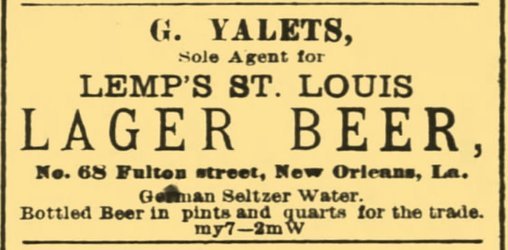 G. YALETS,
Sole Agent for
LEMP'S ST. LOUIS
LAGER BEER,
No. 68 Fulton street, New Orleans, La.
German Seltzer Water.
Bottled Beer in pints and quarts for the trade.
my7—2mW